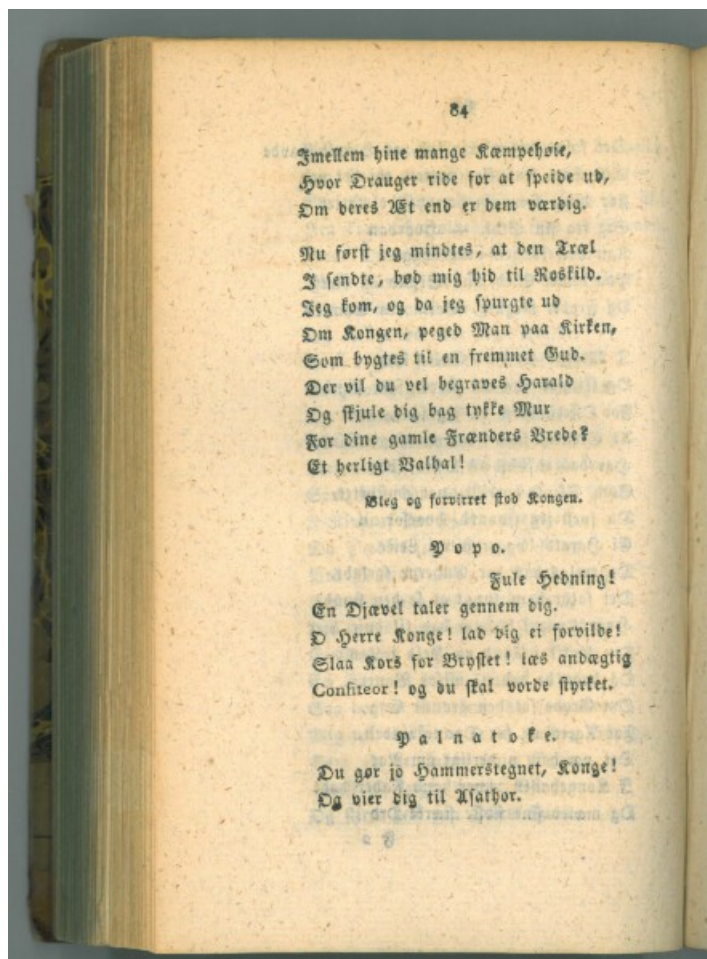 84
Imellem hine mange Kæmpehøie,
Hvor Drauger ride for at speide ud,
Om deres Æt end er dem værdig.
Nu først jeg mindtes, at den Træl
I sendte, bød mig hid til Roskild.
Jeg kom, og da jeg spurgte ud
Om Kongen, peged Man paa Kirken,
Som bygtes til en fremmet Gud.
Der vil du vel begraves Harald
Og skjule dig bag tykke Mur
For dine gamle Frænders Vrede?
Et herligt Valhal!
Bleg og forvirret stod Kongen.
Popo.
Fule Hedning!
En Djævel taler gennem dig.
O Herre Konge! lad dig ei forvilde!
Slaa Kors for Brystet! læs andægtig
Confiteor! og du skal vorde styrket.
Palnatoke.
Du gør jo Hammerstegnet, Konge!
Og vier dig til Asathor.